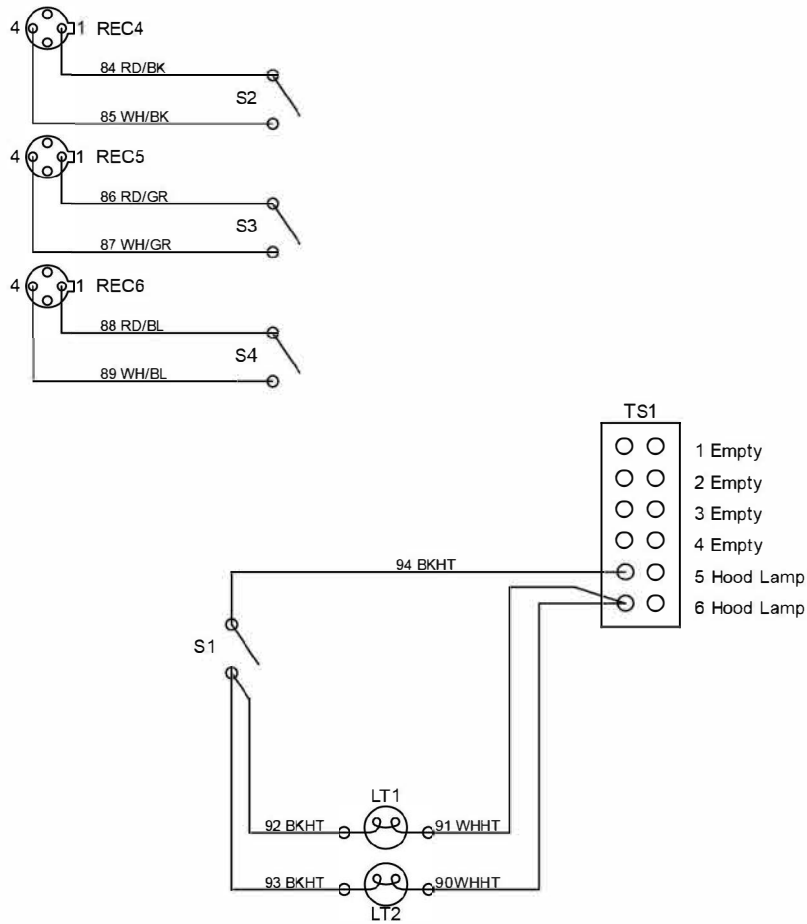 4 1 REC4
84 RD/BK
S2
85 WH/BK
4 1 REC5
86 RD/GR
S3
87 WH/GR
4 1 REC6
88 RD/BL
S4
89 WH/BL
TS1
1 Empty
2 Empty
3 Empty
4 Empty
94 BKHT
5 Hood Lamp
6 Hood Lamp
S1
LT1
92 BKHT
91 WHHT
93 BKHT
90WHHT
LT2